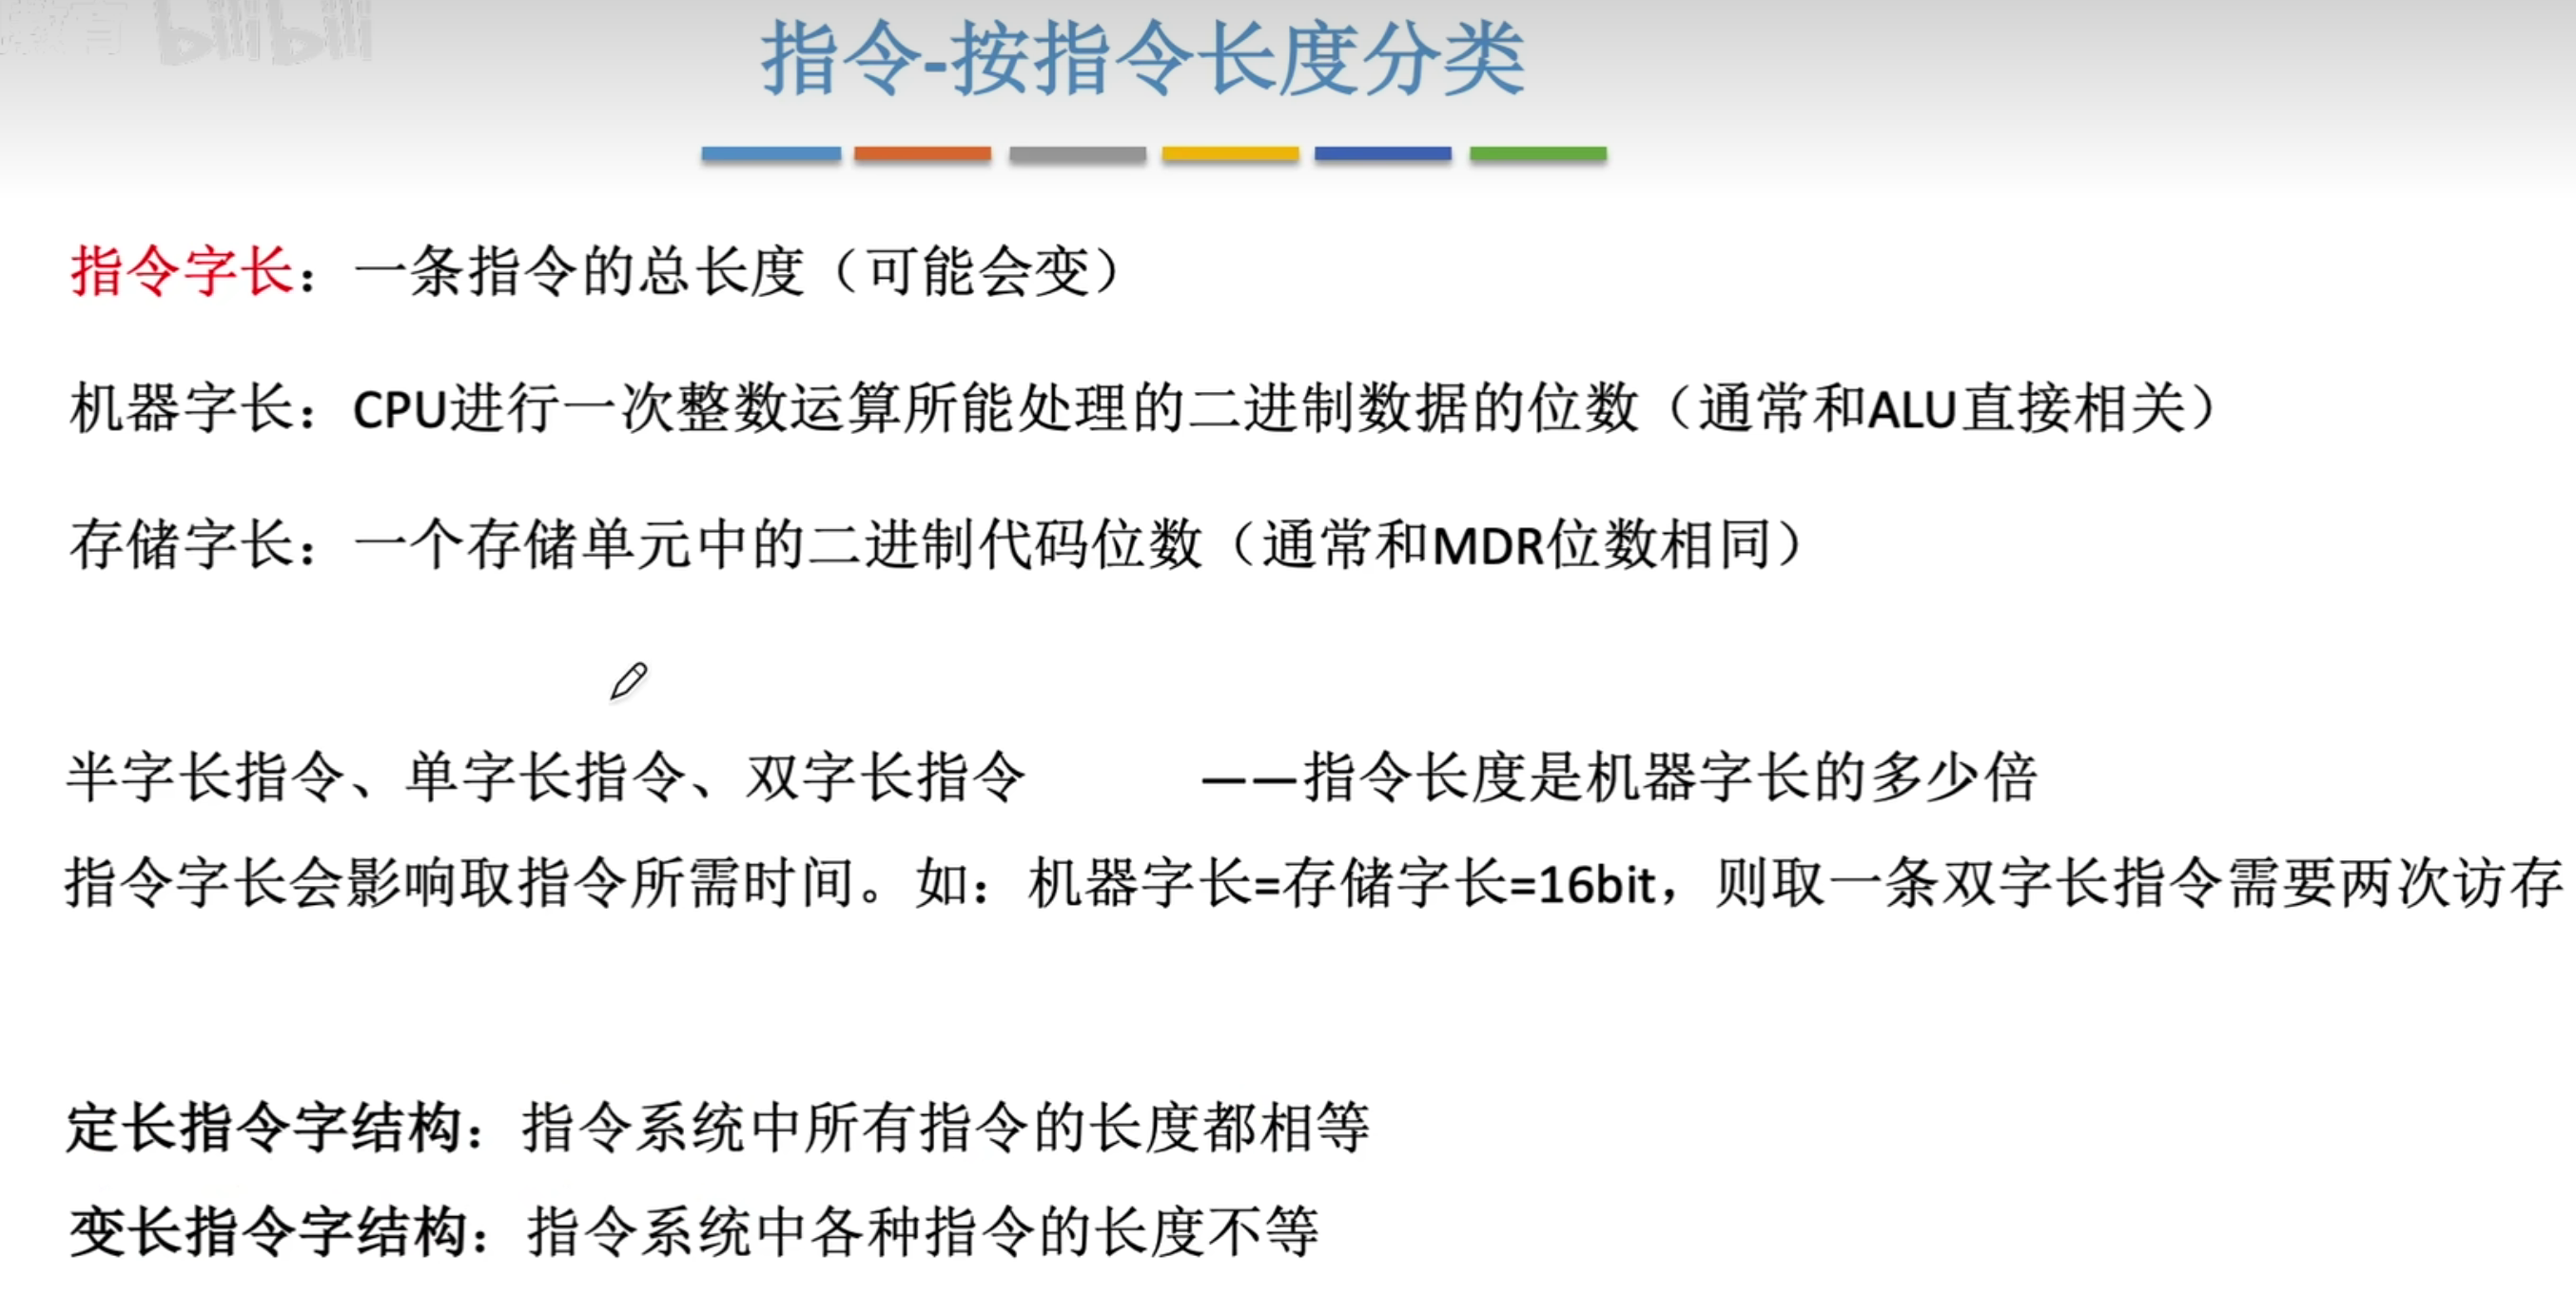 教育 bilibili
指令-按指令长度分类
指令字长：一条指令的总长度（可能会变）
机器字长：CPU进行一次整数运算所能处理的二进制数据的位数（通常和ALU直接相关）
存储字长：一个存储单元中的二进制代码位数（通常和MDR位数相同）
半字长指令、单字长指令、双字长指令 ——指令长度是机器字长的多少倍
指令字长会影响取指令所需时间。如：机器字长=存储字长=16bit，则取一条双字长指令需要两次访存
定长指令字结构：指令系统中所有指令的长度都相等
变长指令字结构：指令系统中各种指令的长度不等